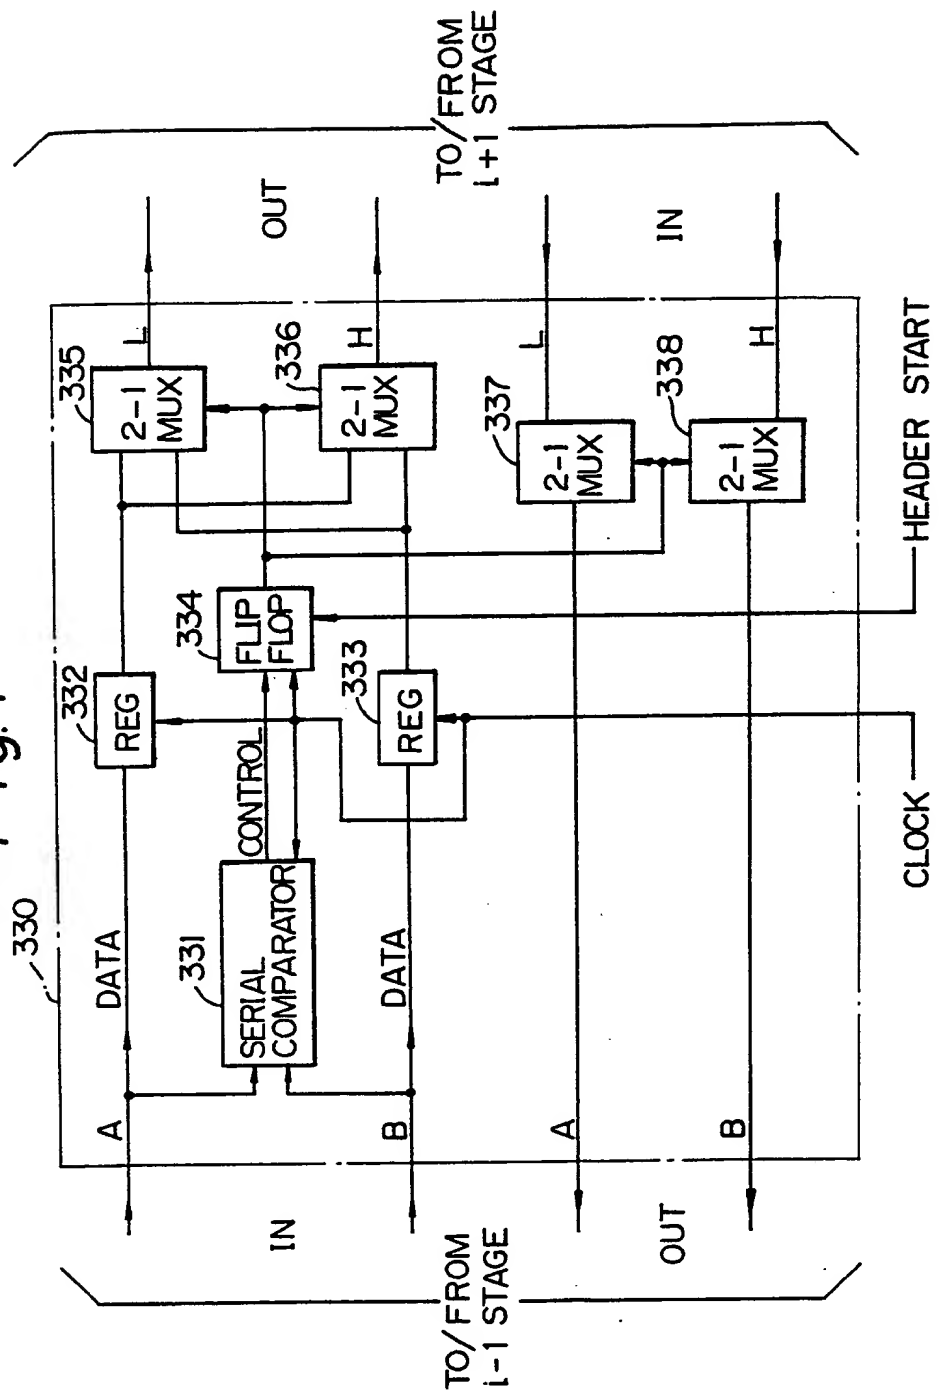 330
TO/FROM
i-1 STAGE
IN
OUT
A
DATA
B
DATA
331
SERIAL
COMPARATOR
CONTROL
332
REG
333
REG
334
FLIP
FLOP
335
2-1
MUX
L
336
2-1
MUX
H
OUT
337
2-1
MUX
L
338
2-1
MUX
H
IN
A
B
TO/FROM
i+1 STAGE
CLOCK
HEADER START